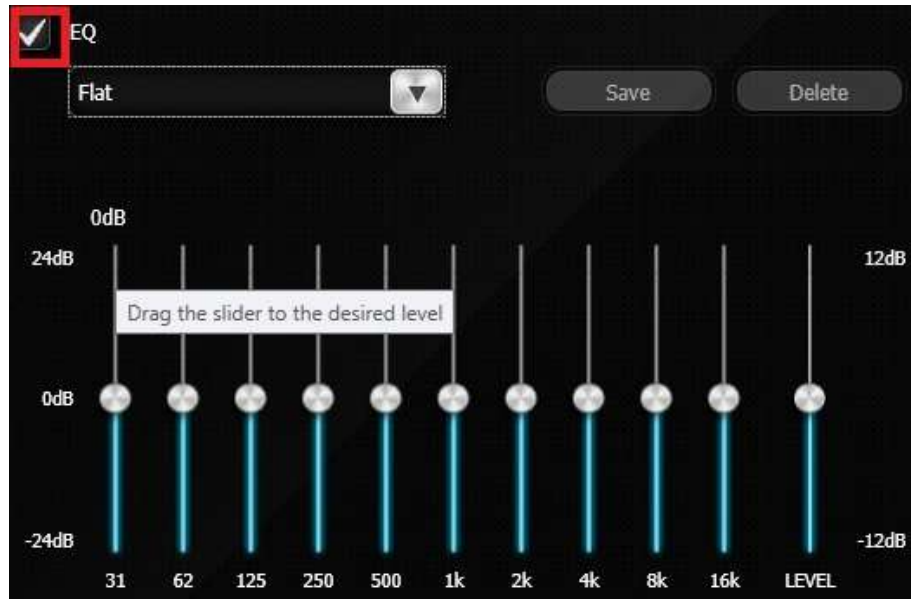 EQ
Flat
Save Delete
0dB
24dB 12dB
Drag the slider to the desired level
0dB
-24dB -12dB
31 62 125 250 500 1k 2k 4k 8k 16k LEVEL